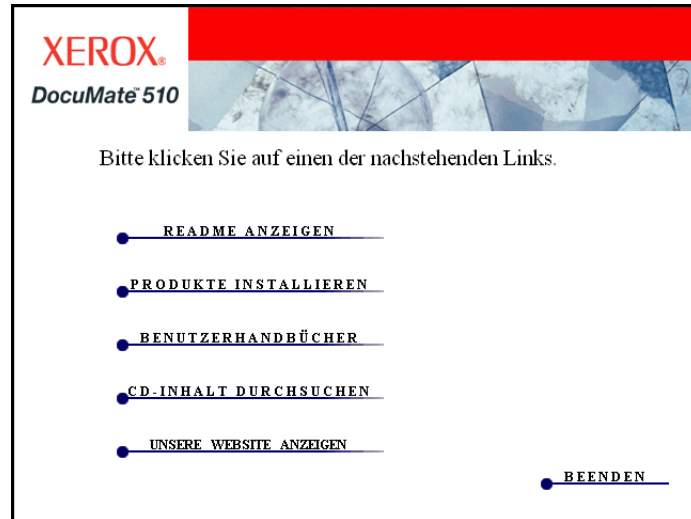 XEROX®
DocuMate™ 510
Bitte klicken Sie auf einen der nachstehenden Links.
README ANZEIGEN
PRODUKTE INSTALLIEREN
BENUTZERHANDBÜCHER
CD-INHALT DURCHSUCHEN
UNSERE WEBSITE ANZEIGEN
BEENDEN